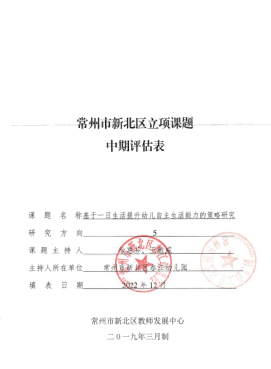 常州市新北区立项课题
中期评估表
课题名称基于一日生活提升幼儿自主生活能力的策略研究
研究方向 5
课题主持人
主持人所在单位 常州市新北区春江幼儿园
填表日期 2022年12月
常州市新北区教师发展中心
二〇一九年三月制